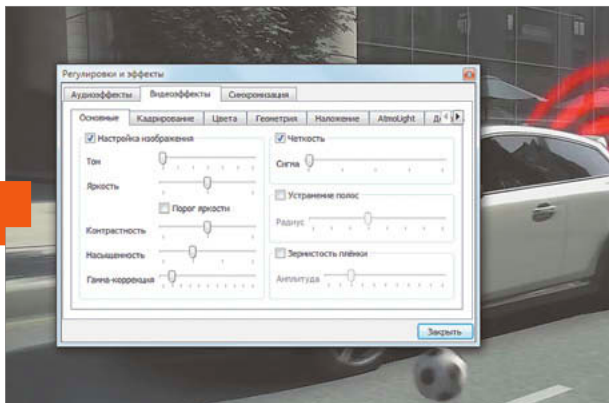 Регулировки и эффекты
Аудиоэффекты Видеоэффекты Синхронизация
Основные Кадрирование Цвета Геометрия Наложение AtmoLight
Настройка изображения
Тон
Яркость
Порог яркости
Контрастность
Насыщенность
Гамма-коррекция
Четкость
Сигма
Устранение полос
Радиус
Зернистость плёнки
Амплитуда
Закрыть